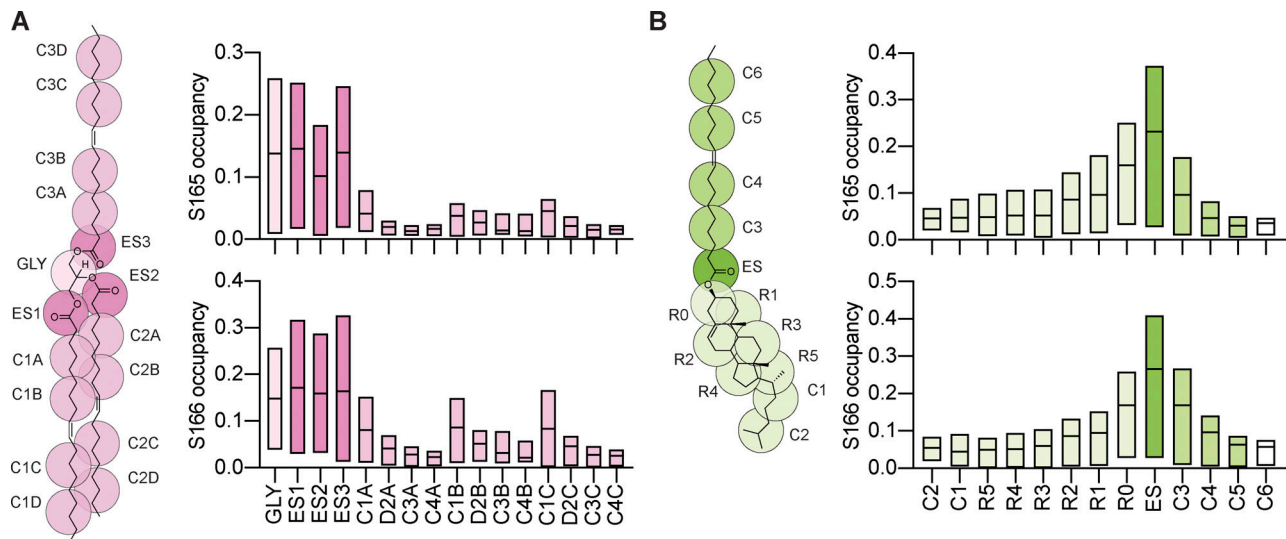 A
C3D
C3C
C3B
C3A
ES3
GLY
H
ES2
ES1
O
O
O
O
O
O
C2A
C1A
C2B
C1B
C2C
C1C
C2D
C1D
S165 occupancy
0.3
0.2
0.1
0.0
S166 occupancy
0.4
0.3
0.2
0.1
0.0
GLY
ES1
ES2
ES3
C1A
D2A
C3A
C4A
C1B
D2B
C3B
C4B
C1C
D2C
C3C
C4C
B
C6
C5
C4
C3
ES
O
O
R1
R0
R3
R2
R5
R4
C1
C2
S165 occupancy
0.4
0.3
0.2
0.1
0.0
S166 occupancy
0.5
0.4
0.3
0.2
0.1
0.0
C2
C1
R5
R4
R3
R2
R1
R0
ES
C3
C4
C5
C6